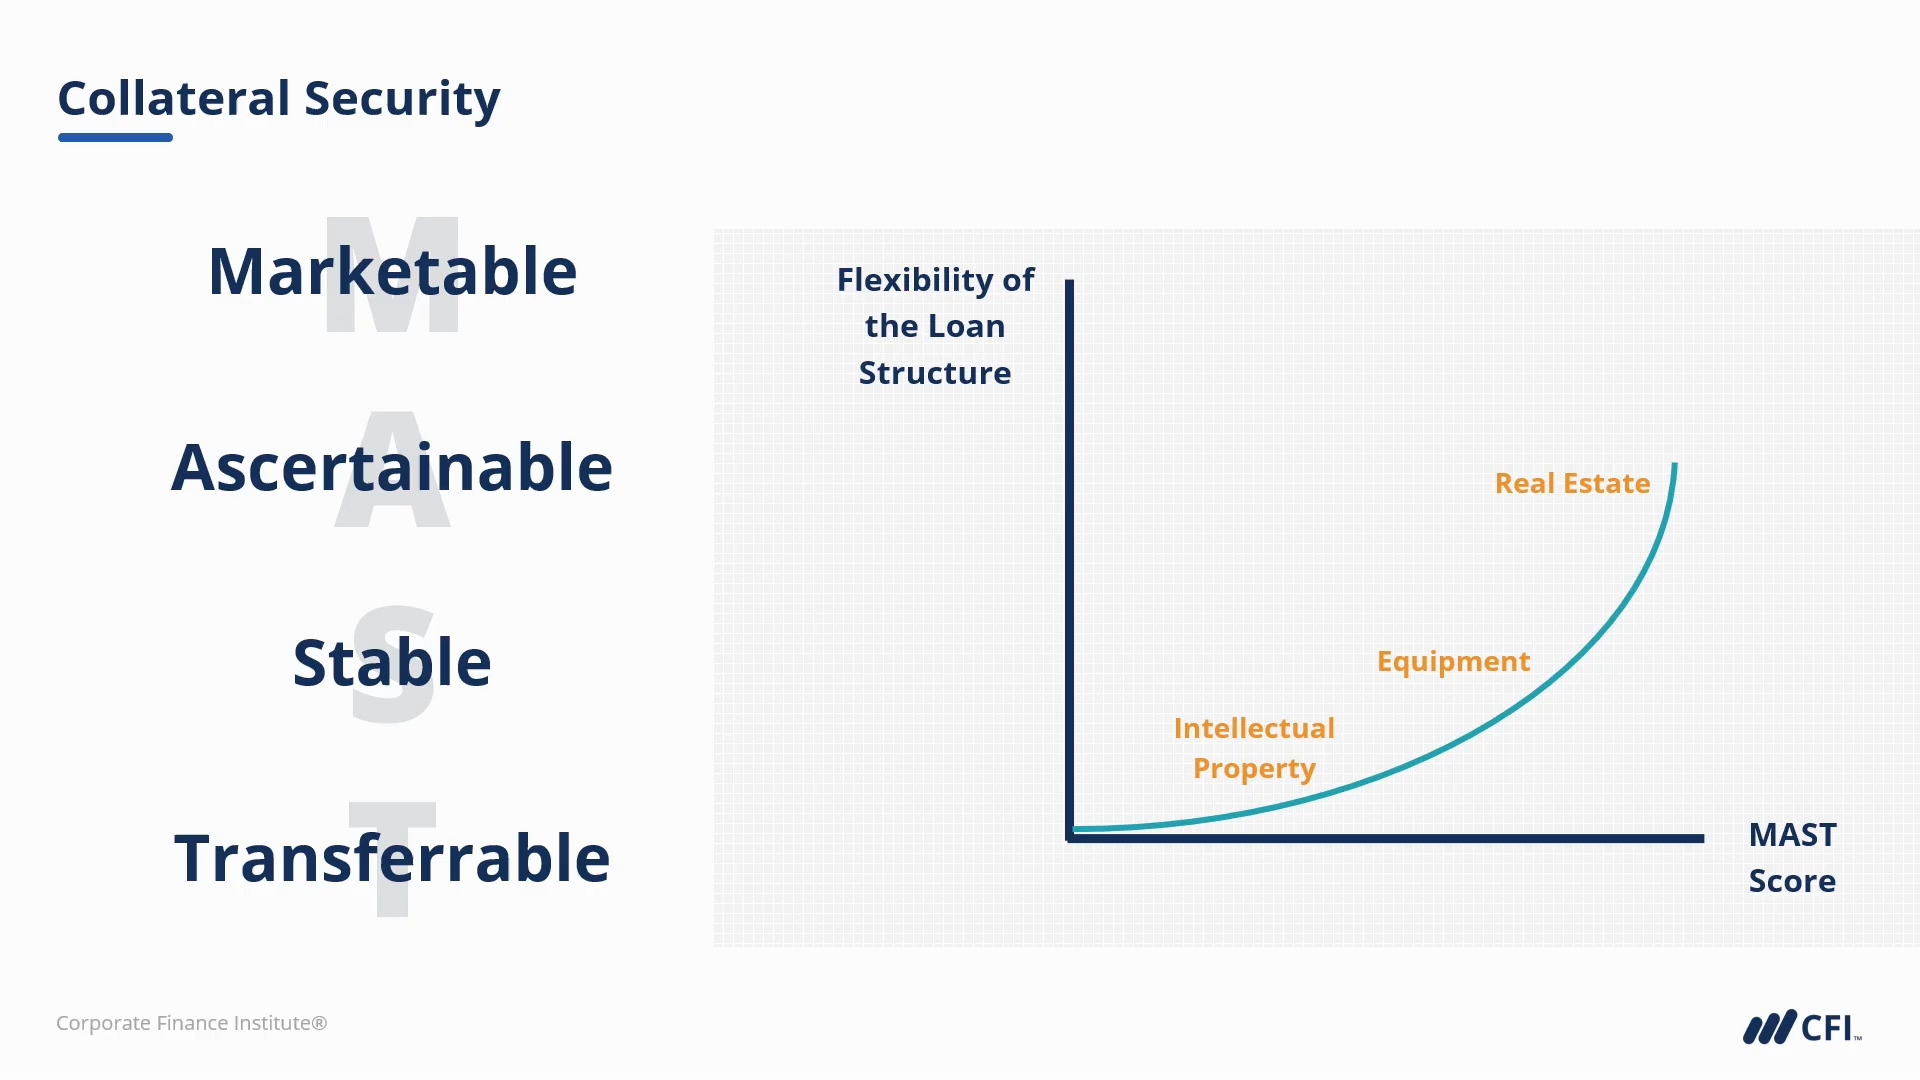 Collateral Security
Marketable
Ascertainable
Stable
Transferrable
M
A
S
T
Flexibility of
the Loan
Structure
Real Estate
Equipment
Intellectual
Property
MAST
Score
Corporate Finance Institute®
CFI™